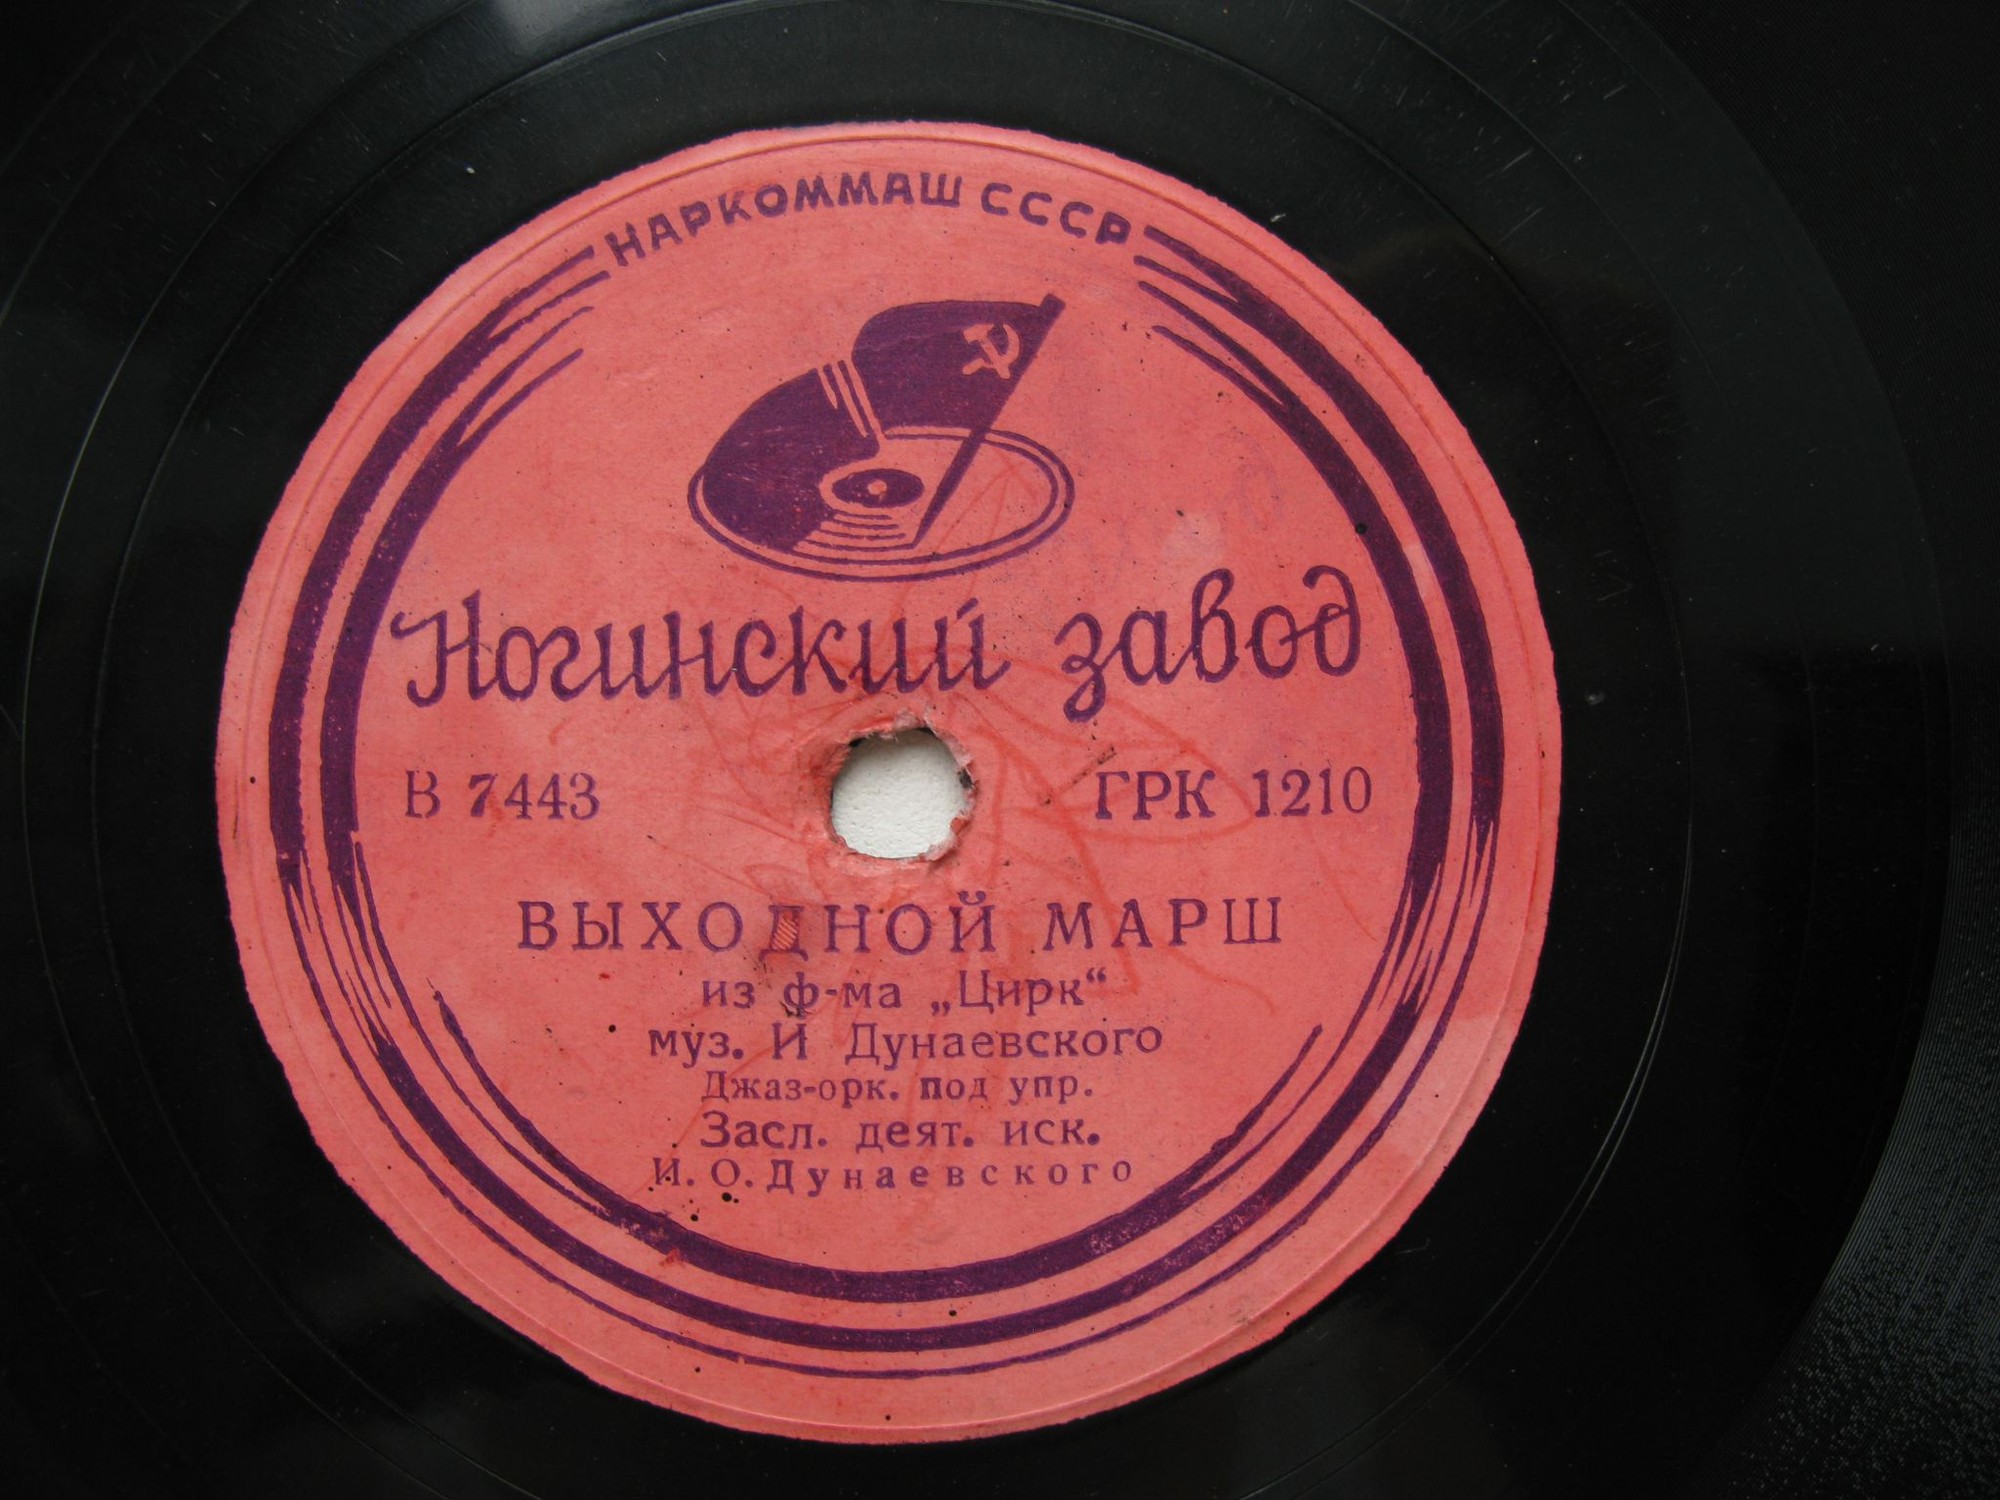 НАРКОММАШ СССР
Ногинский завод
В 7443 ГРК 1210
ВЫХОДНОЙ МАРШ
из ф-ма „Цирк“
муз. И Дунаевского
Джаз-орк. под упр.
Засл. деят. иск.
И. О. Дунаевского